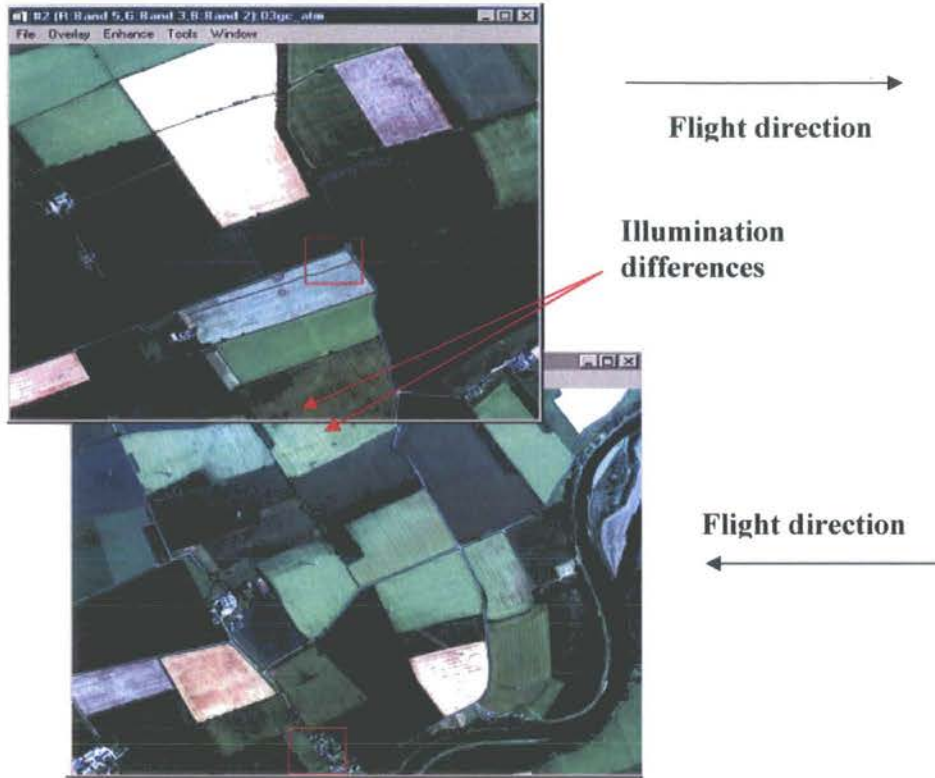 #2 (R:Band 5,G:Band 3,B:Band 2):03gc_atm
File Overlay Enhance Tools Window
Flight direction
Illumination
differences
Flight direction